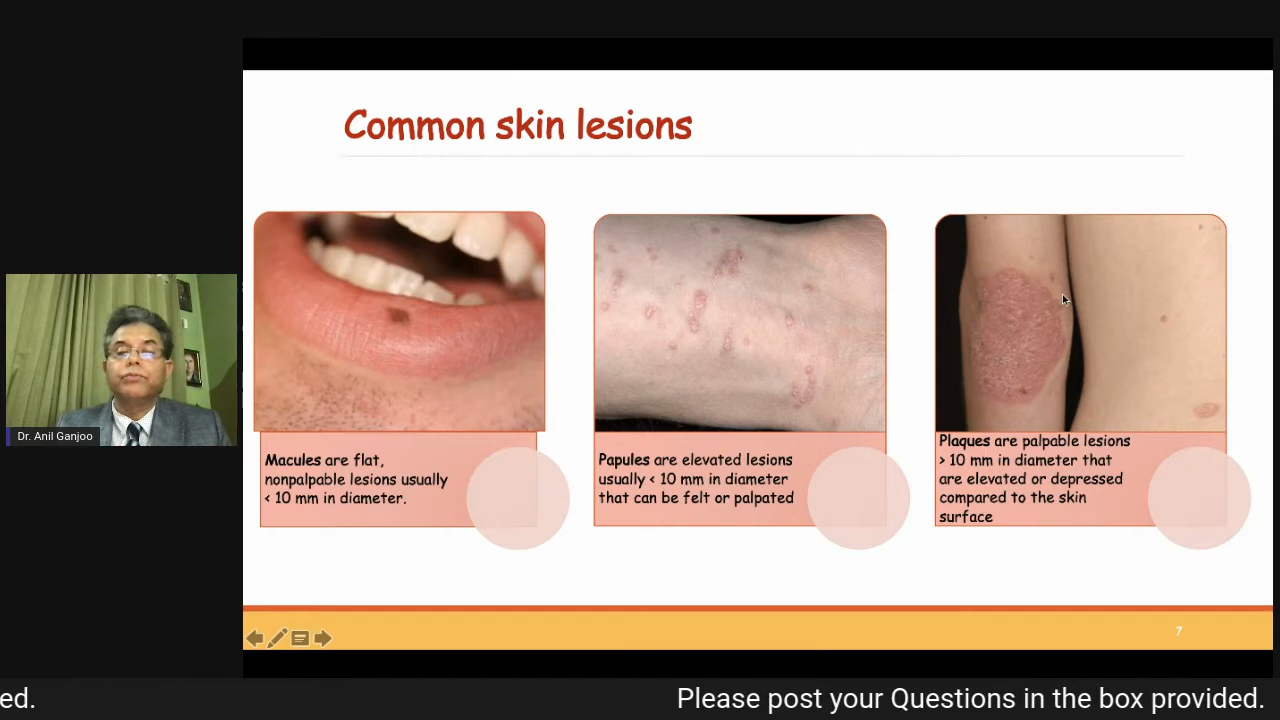 Common skin lesions
Macules are flat,
nonpalpable lesions usually
< 10 mm in diameter.
Papules are elevated lesions
usually < 10 mm in diameter
that can be felt or palpated
Plaques are palpable lesions
> 10 mm in diameter that
are elevated or depressed
compared to the skin
surface
Dr. Anil Ganjoo
7
ed.
Please post your Questions in the box provided.